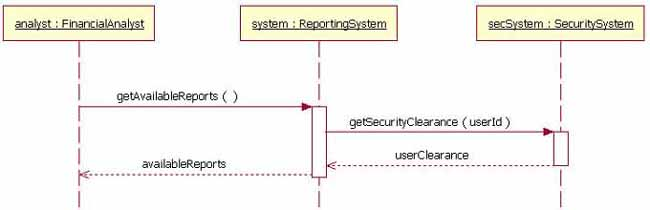 analyst : FinancialAnalyst
system : ReportingSystem
secSystem : SecuritySystem
getAvailableReports ( )
getSecurityClearance ( userId )
userClearance
availableReports